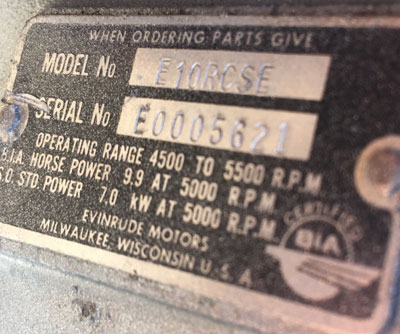 WHEN ORDERING PARTS GIVE
MODEL No E10RCSE
SERIAL No E0005621
OPERATING RANGE 4500 TO 5500 R.P.M.
B.I.A. HORSE POWER 9.9 AT 5000 R.P.M.
S.O. STD. POWER 7.0 kW AT 5000 R.P.M.
EVINRUDE MOTORS
MILWAUKEE, WISCONSIN U.S.A.
CERTIFIED
BIA